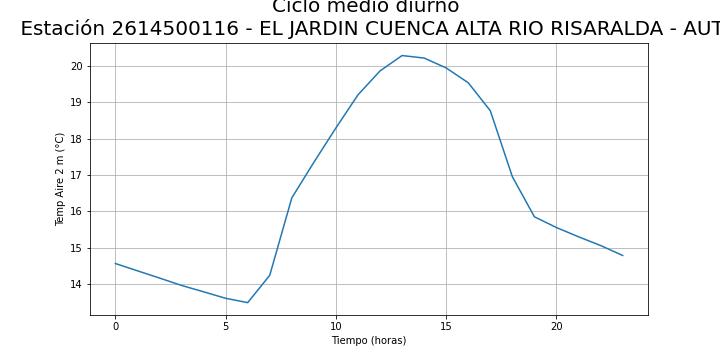 Ciclo medio diurno
Estación 2614500116 - EL JARDIN CUENCA ALTA RIO RISARALDA - AUT
Temp Aire 2 m (°C)
20
19
18
17
16
15
14
0 5 10 15 20
Tiempo (horas)